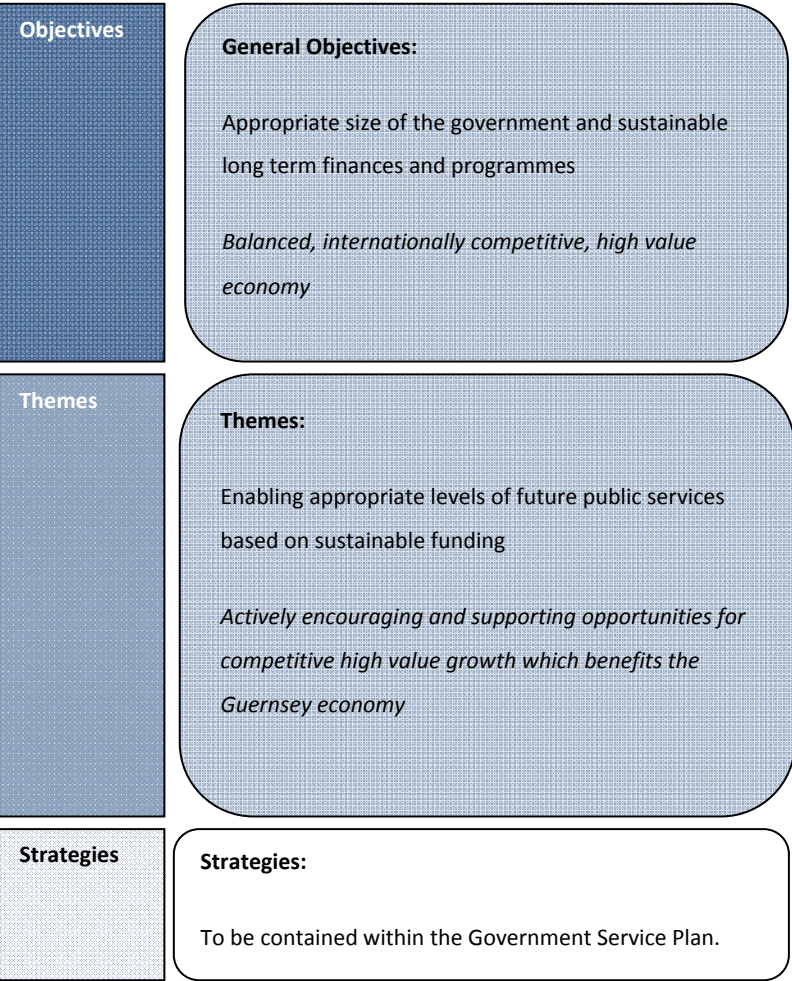 Objectives
General Objectives:
Appropriate size of the government and sustainable
long term finances and programmes
Balanced, internationally competitive, high value
economy
Themes
Themes:
Enabling appropriate levels of future public services
based on sustainable funding
Actively encouraging and supporting opportunities for
competitive high value growth which benefits the
Guernsey economy
Strategies
Strategies:
To be contained within the Government Service Plan.